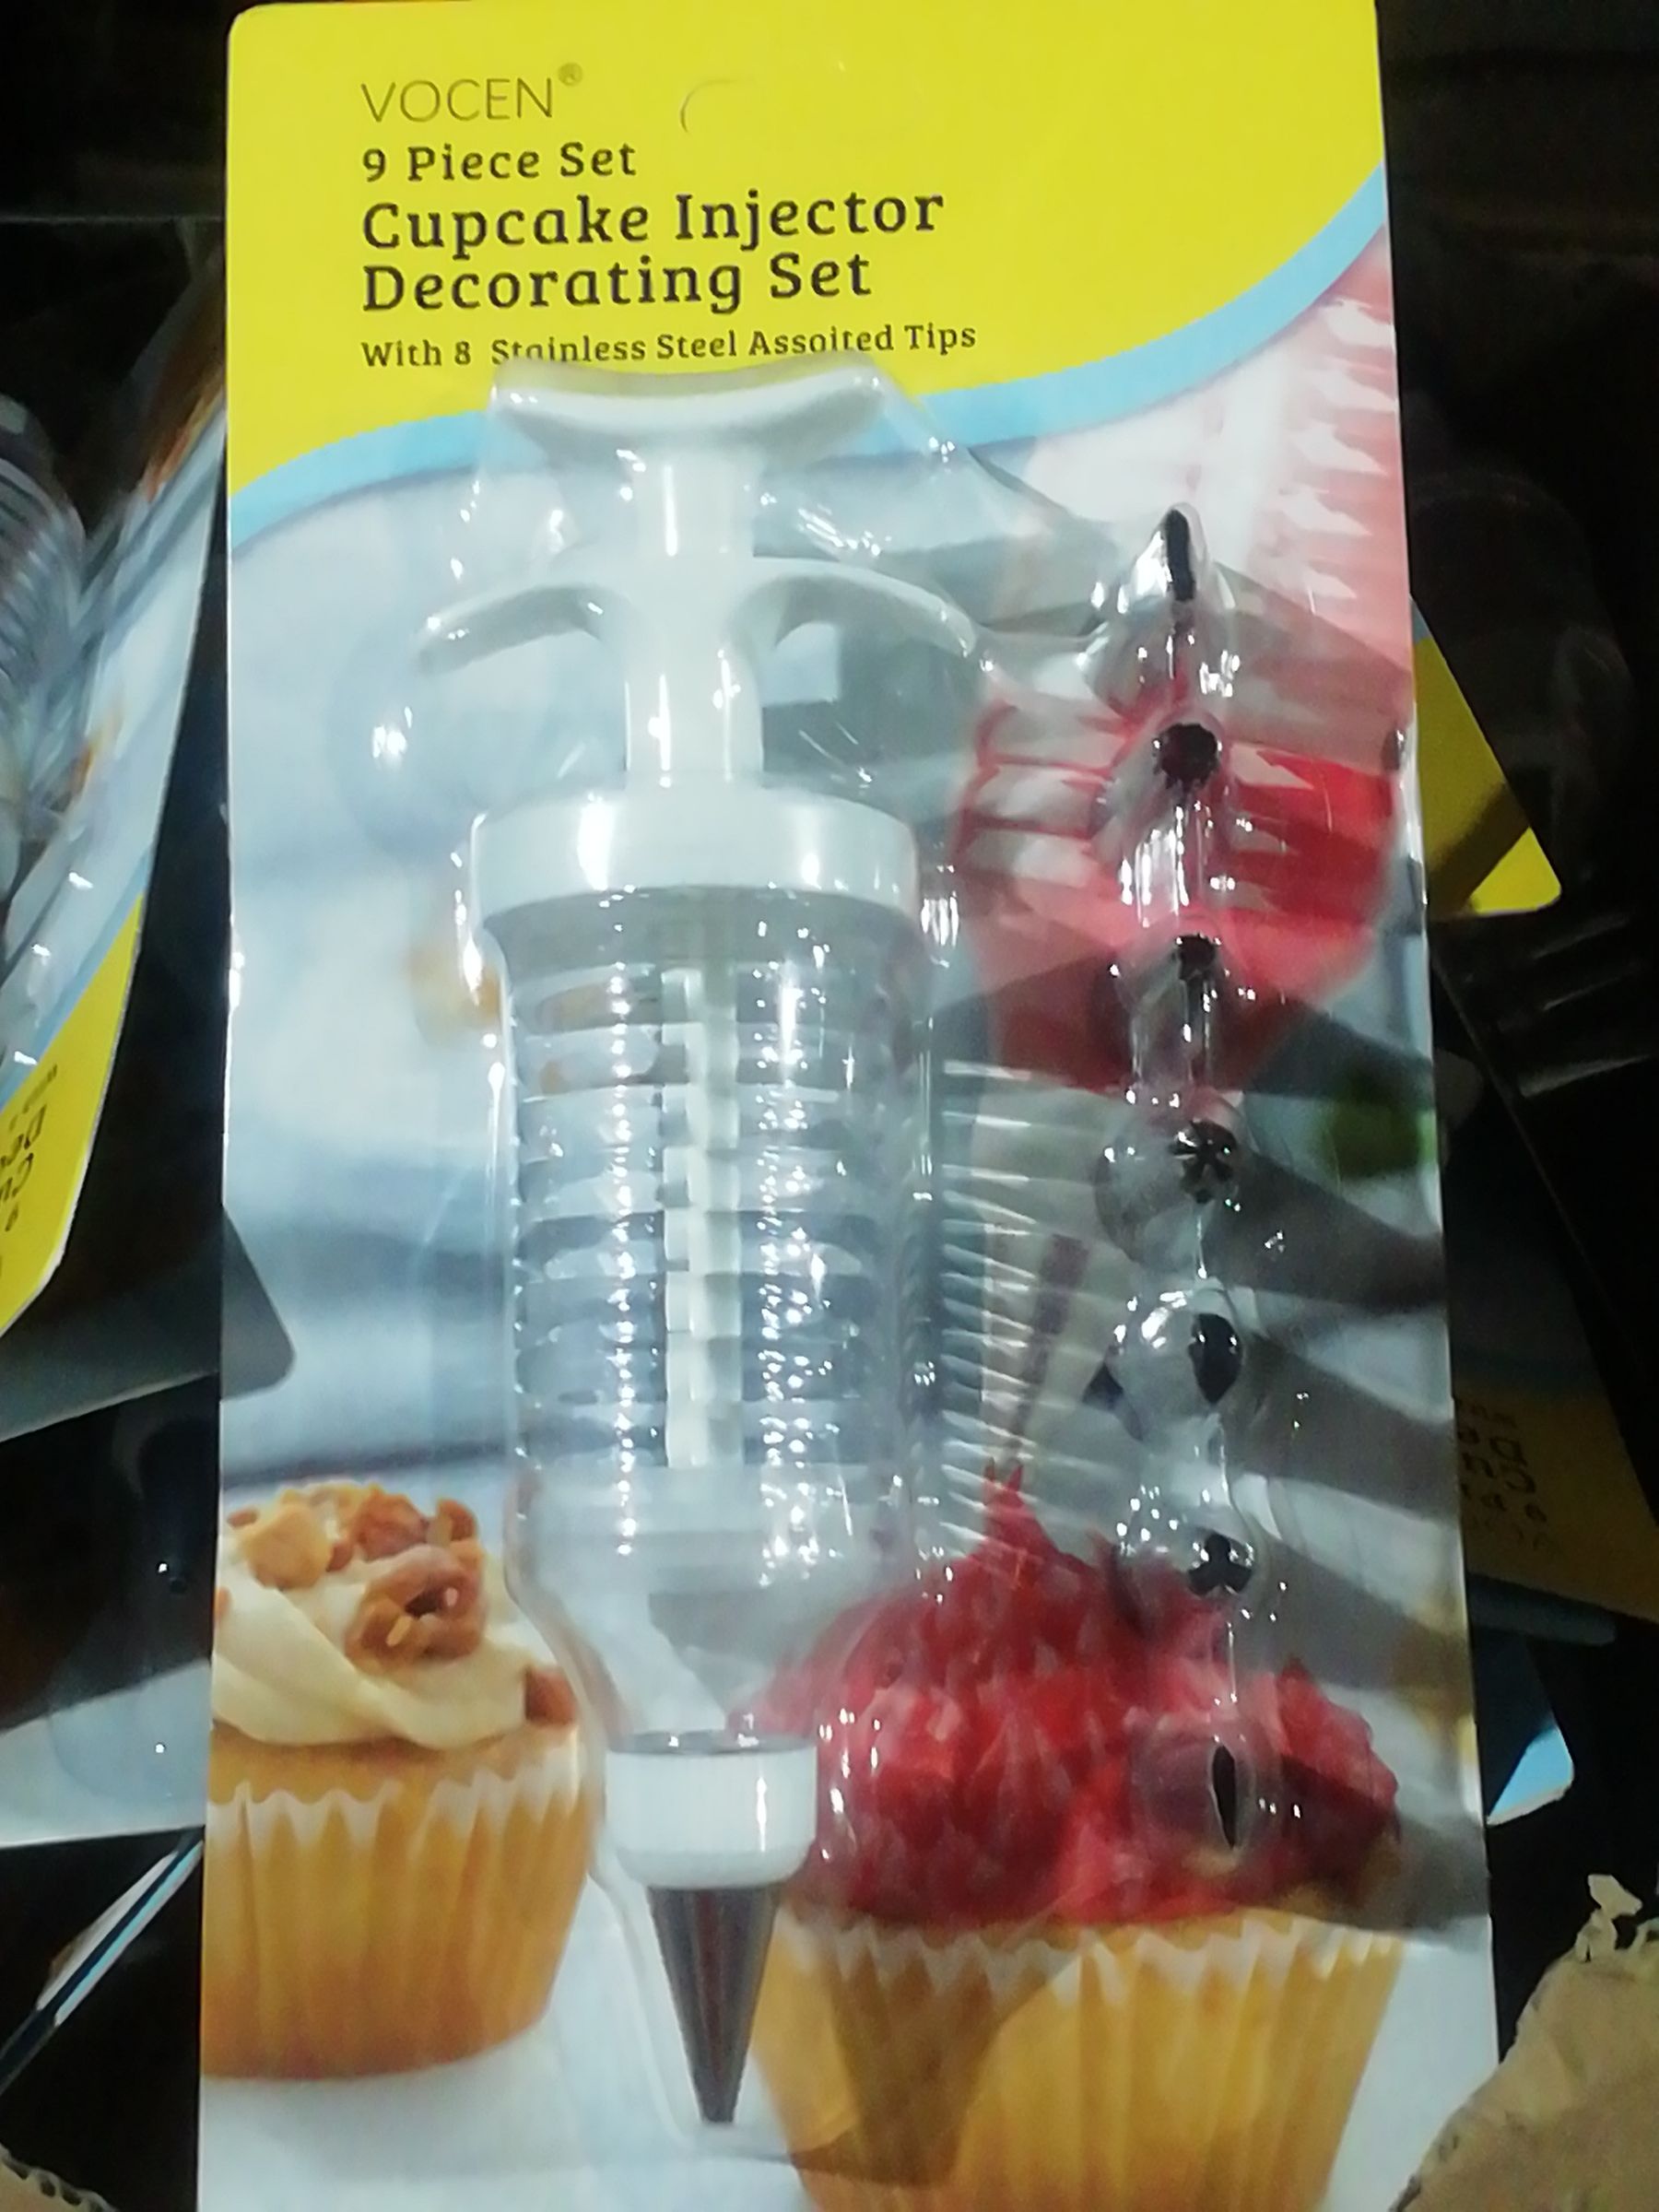 VOCEN®
9 Piece Set
Cupcake Injector
Decorating Set
With 8 Stainless Steel Assoited Tips